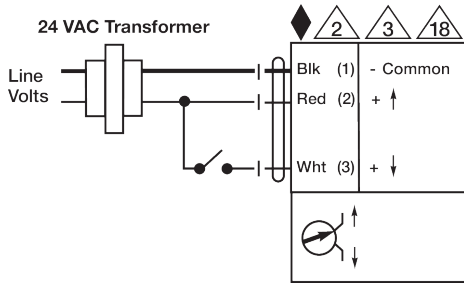 24 VAC Transformer
2 3 18
Line
Volts
Blk (1) - Common
Red (2) + ↑
Wht (3) + ↓